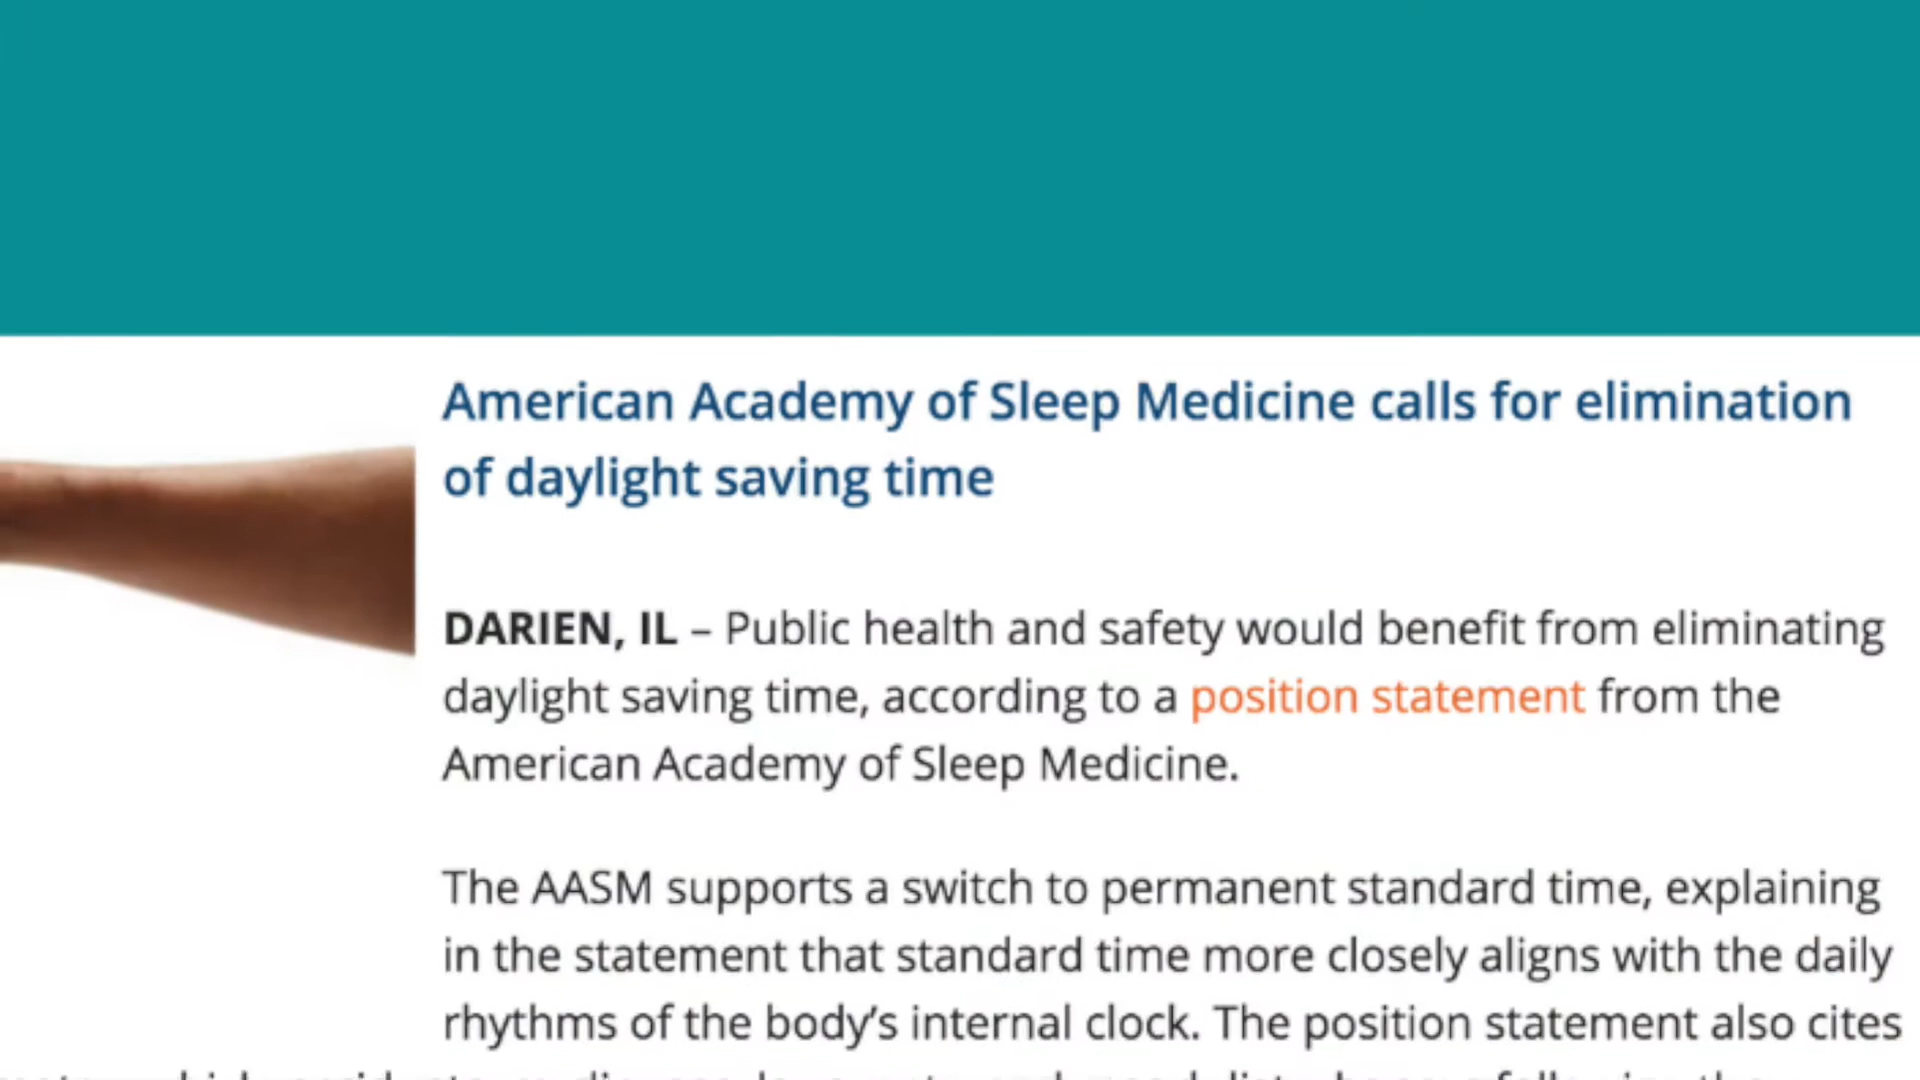 American Academy of Sleep Medicine calls for elimination
of daylight saving time
DARIEN, IL – Public health and safety would benefit from eliminating
daylight saving time, according to a position statement from the
American Academy of Sleep Medicine.
The AASM supports a switch to permanent standard time, explaining
in the statement that standard time more closely aligns with the daily
rhythms of the body’s internal clock. The position statement also cites